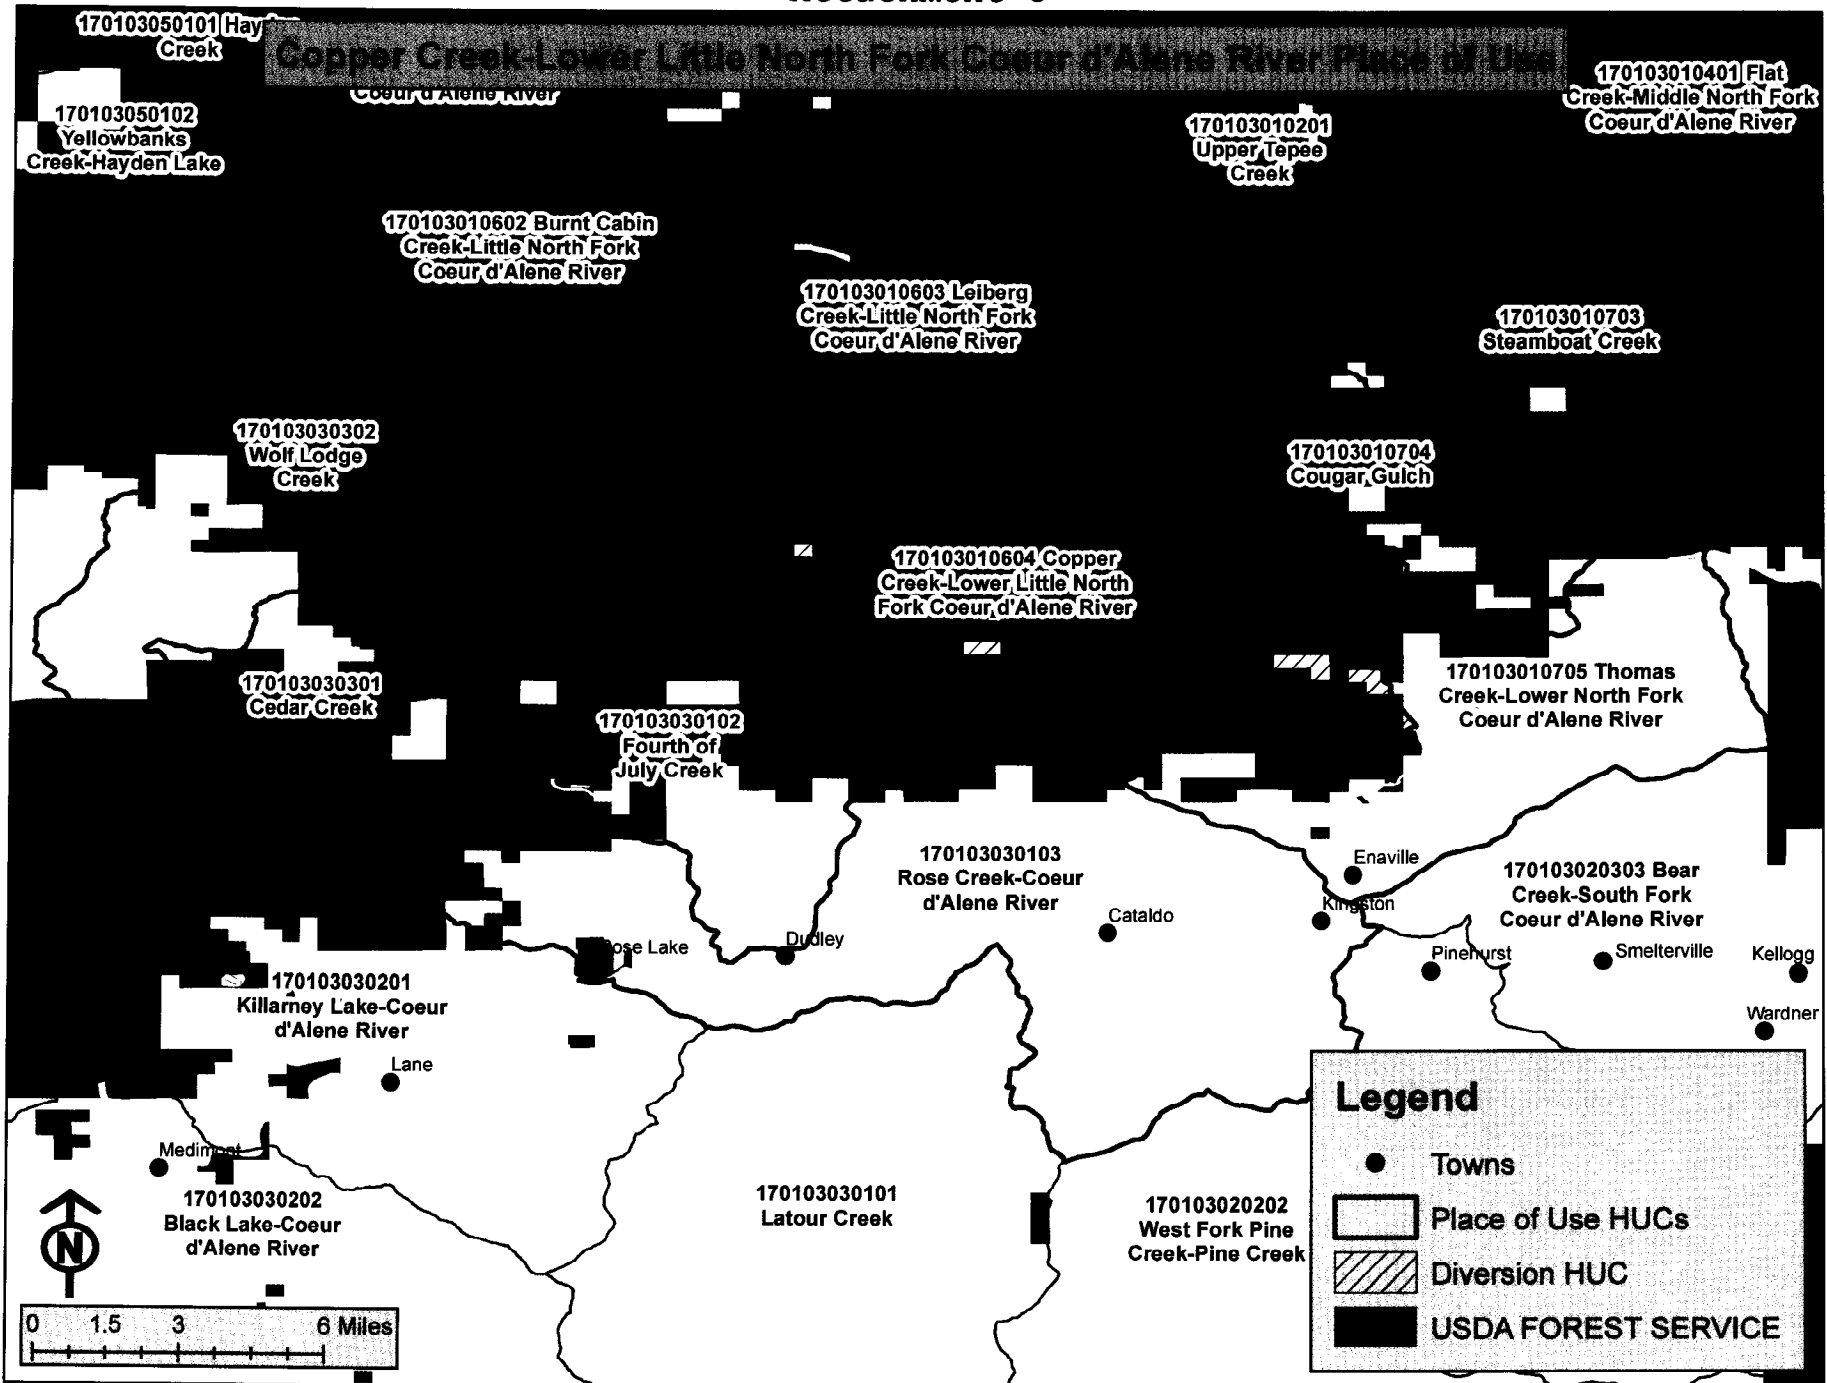 170103050101 Hayden
Creek
Copper Creek-Lower Little North Fork Coeur d'Alene River Place of Use
Coeur d'Alene River
170103010401 Flat
Creek-Middle North Fork
Coeur d'Alene River
170103050102
Yellowbanks
Creek-Hayden Lake
170103010201
Upper Tepee
Creek
170103010602 Burnt Cabin
Creek-Little North Fork
Coeur d'Alene River
170103010603 Leiberg
Creek-Little North Fork
Coeur d'Alene River
170103010703
Steamboat Creek
170103030302
Wolf Lodge
Creek
170103010704
Cougar Gulch
170103010604 Copper
Creek-Lower Little North
Fork Coeur d'Alene River
170103030301
Cedar Creek
170103010705 Thomas
Creek-Lower North Fork
Coeur d'Alene River
170103030102
Fourth of
July Creek
170103030103
Rose Creek-Coeur
d'Alene River
Enaville
170103020303 Bear
Creek-South Fork
Coeur d'Alene River
Kingston
Cataldo
Dudley
Rose Lake
Pinehurst
Smelterville
Kellogg
170103030201
Killarney Lake-Coeur
d'Alene River
Wardner
Lane
Medimont
170103030202
Black Lake-Coeur
d'Alene River
170103030101
Latour Creek
170103020202
West Fork Pine
Creek-Pine Creek
N
0 1.5 3 6 Miles
Legend
Towns
Place of Use HUCs
Diversion HUC
USDA FOREST SERVICE